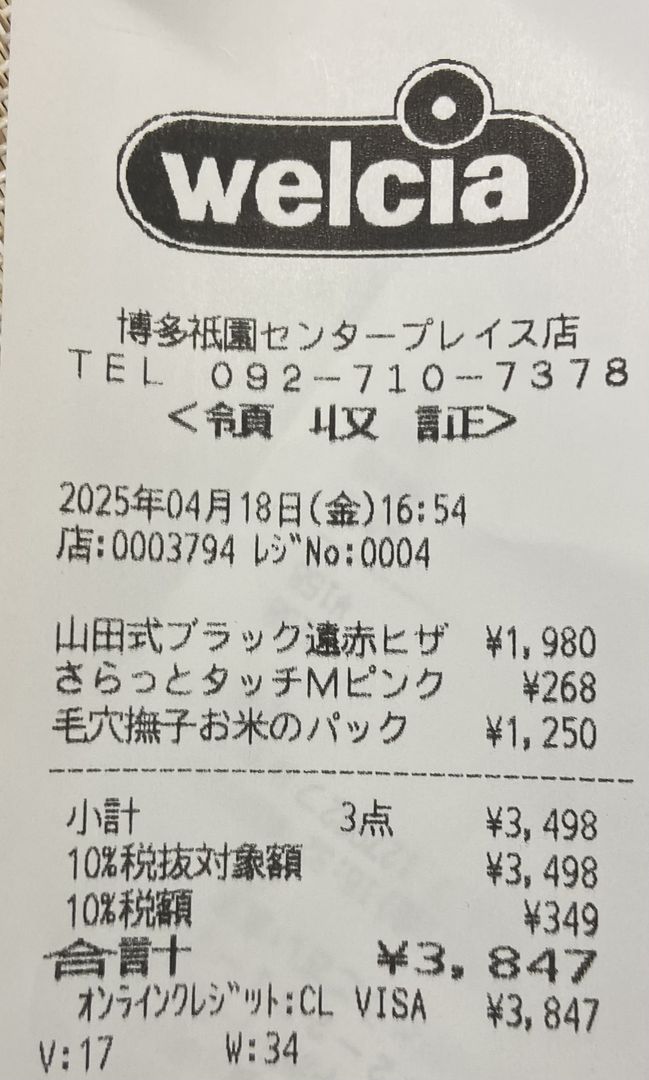 welcia
博多祇園センタープレイス店
TEL 092-710-7378
<領 収 証>
2025年04月18日(金)16:54
店:0003794 ﾚｼﾞNo:0004
山田式ブラック遠赤ヒザ ¥1,980
さらっとタッチMピンク ¥268
毛穴撫子お米のパック ¥1,250
小計 3点 ¥3,498
10%税抜対象額 ¥3,498
10%税額 ¥349
合計 ¥3,847
ｵﾝﾗｲﾝｸﾚｼﾞｯﾄ:CL VISA ¥3,847
V:17 W:34